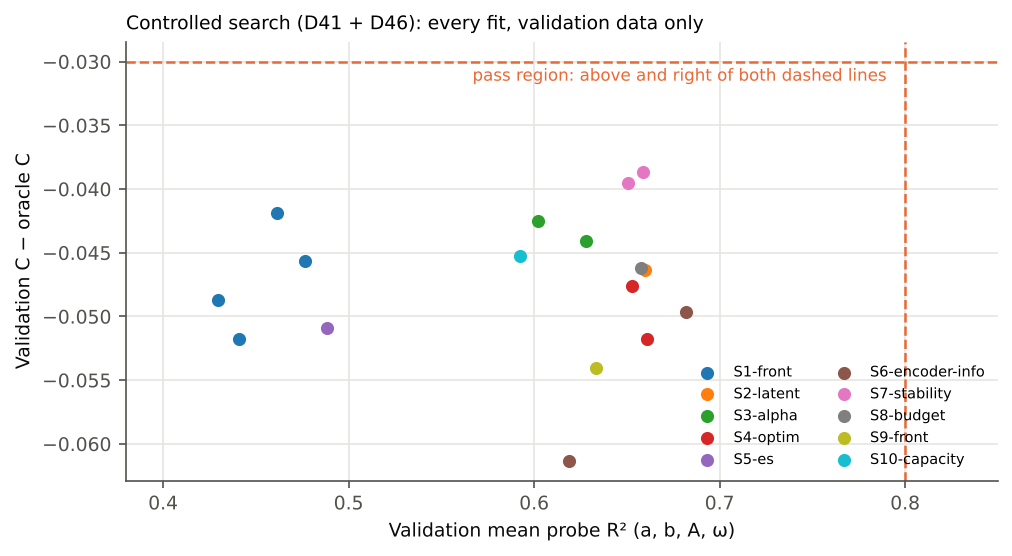 Controlled search (D41 + D46): every fit, validation data only
−0.030
pass region: above and right of both dashed lines
−0.035
−0.040
−0.045
−0.050
−0.055
−0.060
Validation C − oracle C
S1-front
S2-latent
S3-alpha
S4-optim
S5-es
S6-encoder-info
S7-stability
S8-budget
S9-front
S10-capacity
0.4 0.5 0.6 0.7 0.8
Validation mean probe R² (a, b, A, ω)